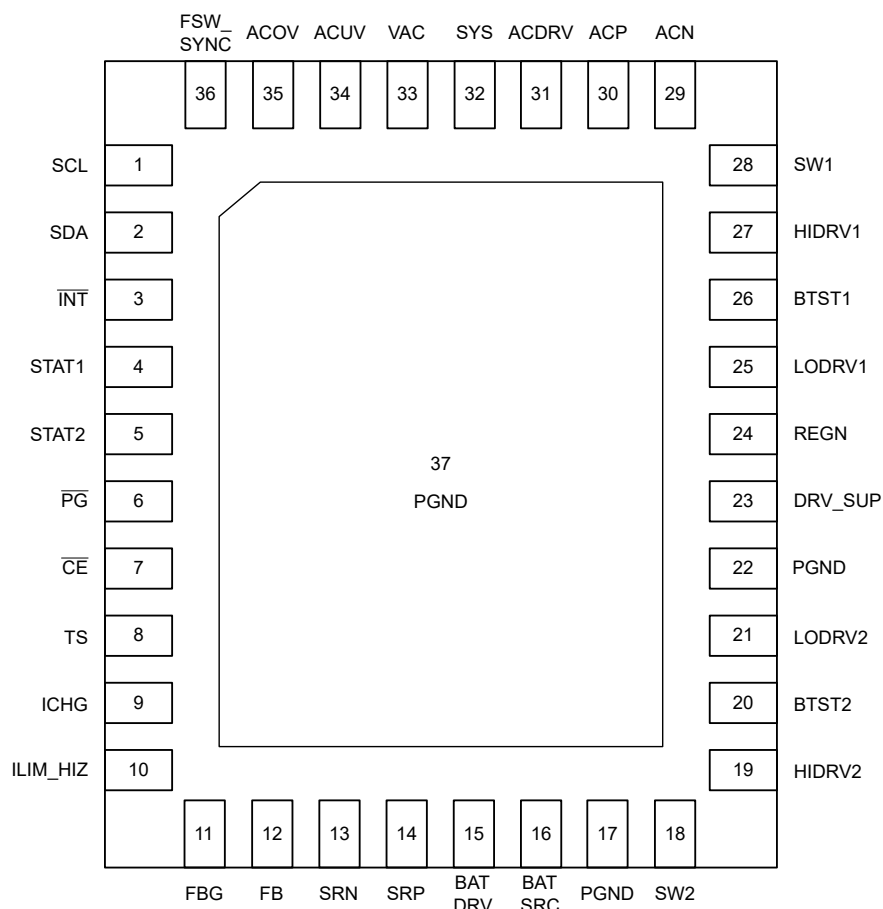 FSW_
SYNC
ACOV
ACUV
VAC
SYS
ACDRV
ACP
ACN
36
35
34
33
32
31
30
29
SCL 1
28 SW1
SDA 2
27 HIDRV1
INT 3
26 BTST1
STAT1 4
25 LODRV1
STAT2 5
24 REGN
37
PGND
PG 6
23 DRV_SUP
CE 7
22 PGND
TS 8
21 LODRV2
ICHG 9
20 BTST2
ILIM_HIZ 10
19 HIDRV2
11
12
13
14
15
16
17
18
FBG
FB
SRN
SRP
BAT
DRV
BAT
SRC
PGND
SW2